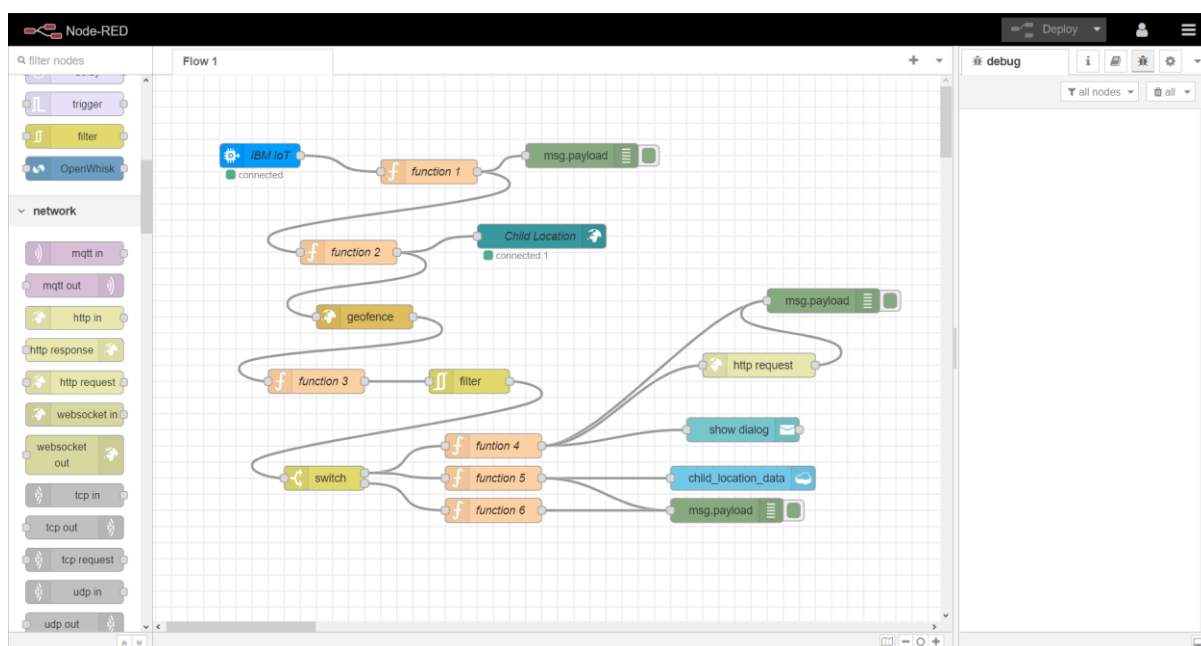 Node-RED
Deploy
filter nodes
Flow 1
debug
i
all nodes
all
delay
trigger
filter
OpenWhisk
network
mqtt in
mqtt out
http in
http response
http request
websocket in
websocket
out
tcp in
tcp out
tcp request
udp in
udp out
IBM IoT
connected
function 1
msg.payload
function 2
Child Location
connected 1
geofence
msg.payload
http request
function 3
filter
funtion 4
show dialog
switch
function 5
child_location_data
function 6
msg.payload